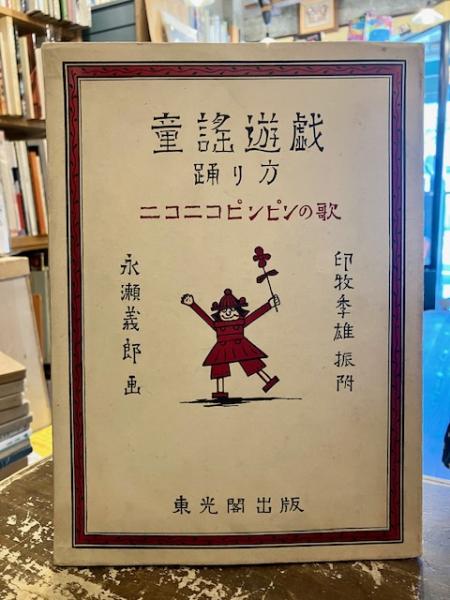 童謠遊戯
踊り方
ニコニコピンピンの歌
印牧季雄振附
永瀬義郎画
東光閣出版